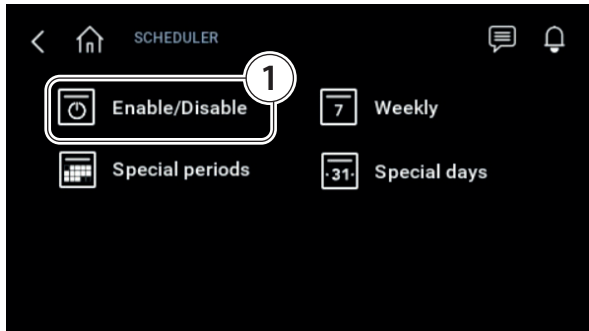 SCHEDULER
1
Enable/Disable
7 Weekly
Special periods
31 Special days